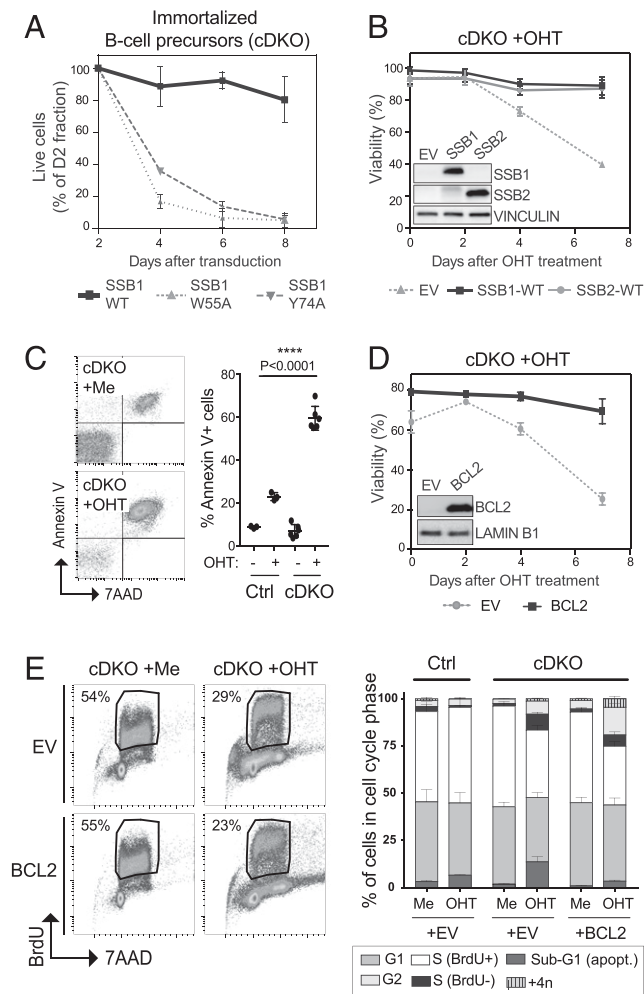 A
Immortalized
B-cell precursors (cDKO)
Live cells
(% of D2 fraction)
100
80
60
40
20
0
2 4 6 8
Days after transduction
SSB1 WT
SSB1 W55A
SSB1 Y74A
B
cDKO +OHT
Viability (%)
100
80
60
40
20
0
EV SSB1 SSB2
SSB1
SSB2
VINCULIN
0 2 4 6 8
Days after OHT treatment
EV SSB1-WT SSB2-WT
C
cDKO
+Me
cDKO
+OHT
Annexin V
7AAD
****
P<0.0001
% Annexin V+ cells
80
60
40
20
0
OHT: - + - +
Ctrl cDKO
D
cDKO +OHT
Viability (%)
80
60
40
20
0
EV BCL2
BCL2
LAMIN B1
0 2 4 6 8
Days after OHT treatment
EV BCL2
E
cDKO +Me cDKO +OHT
EV
54% 29%
BCL2
55% 23%
BrdU
7AAD
Ctrl cDKO
% of cells in cell cycle phase
100
75
50
25
0
Me OHT Me OHT Me OHT
+EV +EV +BCL2
G1 S (BrdU+) Sub-G1 (apopt.)
G2 S (BrdU-) +4n